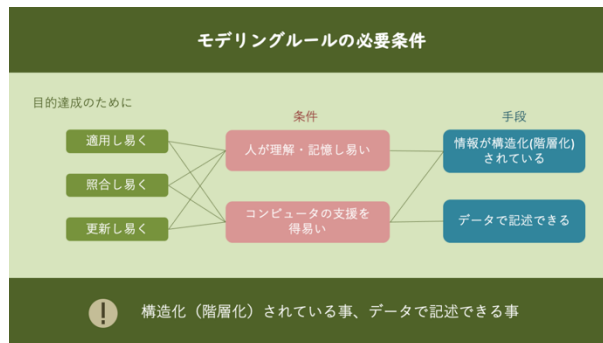 モデリングルールの必要条件
目的達成のために
条件
手段
適用し易く
照合し易く
更新し易く
人が理解・記憶し易い
コンピュータの支援を
得易い
情報が構造化(階層化)
されている
データで記述できる
!
構造化（階層化）されている事、データで記述できる事